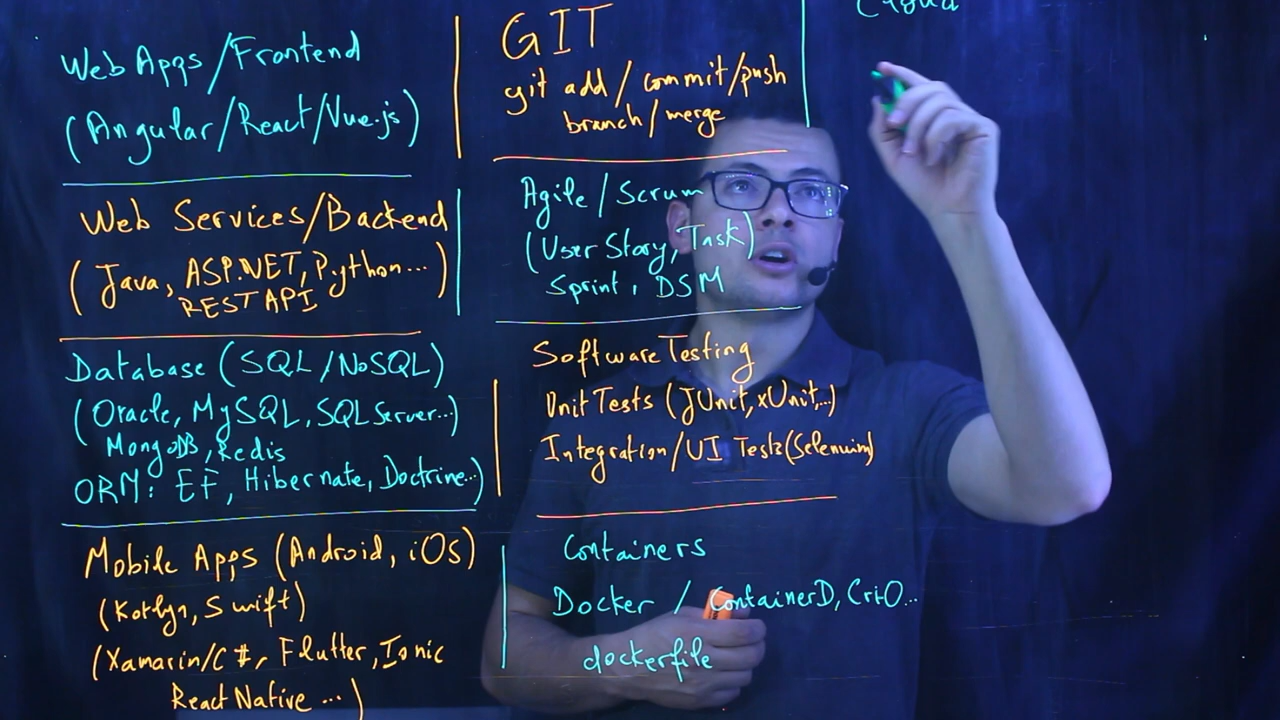 Web Apps/Frontend
(Angular/React/Vue.js)
Web Services/Backend
(Java, ASP.NET, Python...)
REST API
Database (SQL/NoSQL)
(Oracle, MySQL, SQL Server...)
MongoDB, Redis
ORM: EF, Hibernate, Doctrine...)
Mobile Apps (Android, iOs)
(Kotlyn, Swift)
(Xamarin/C#, Flutter, Ionic
React Native ...)
GIT
git add / commit/push
branch/merge
Agile/Scrum
(User Story, Task)
Sprint, DSM
Software Testing
Unit Tests (JUnit, xUnit,...)
Integration/UI Tests (Selenium)
Containers
Docker / ContainerD, CriO...
dockerfile